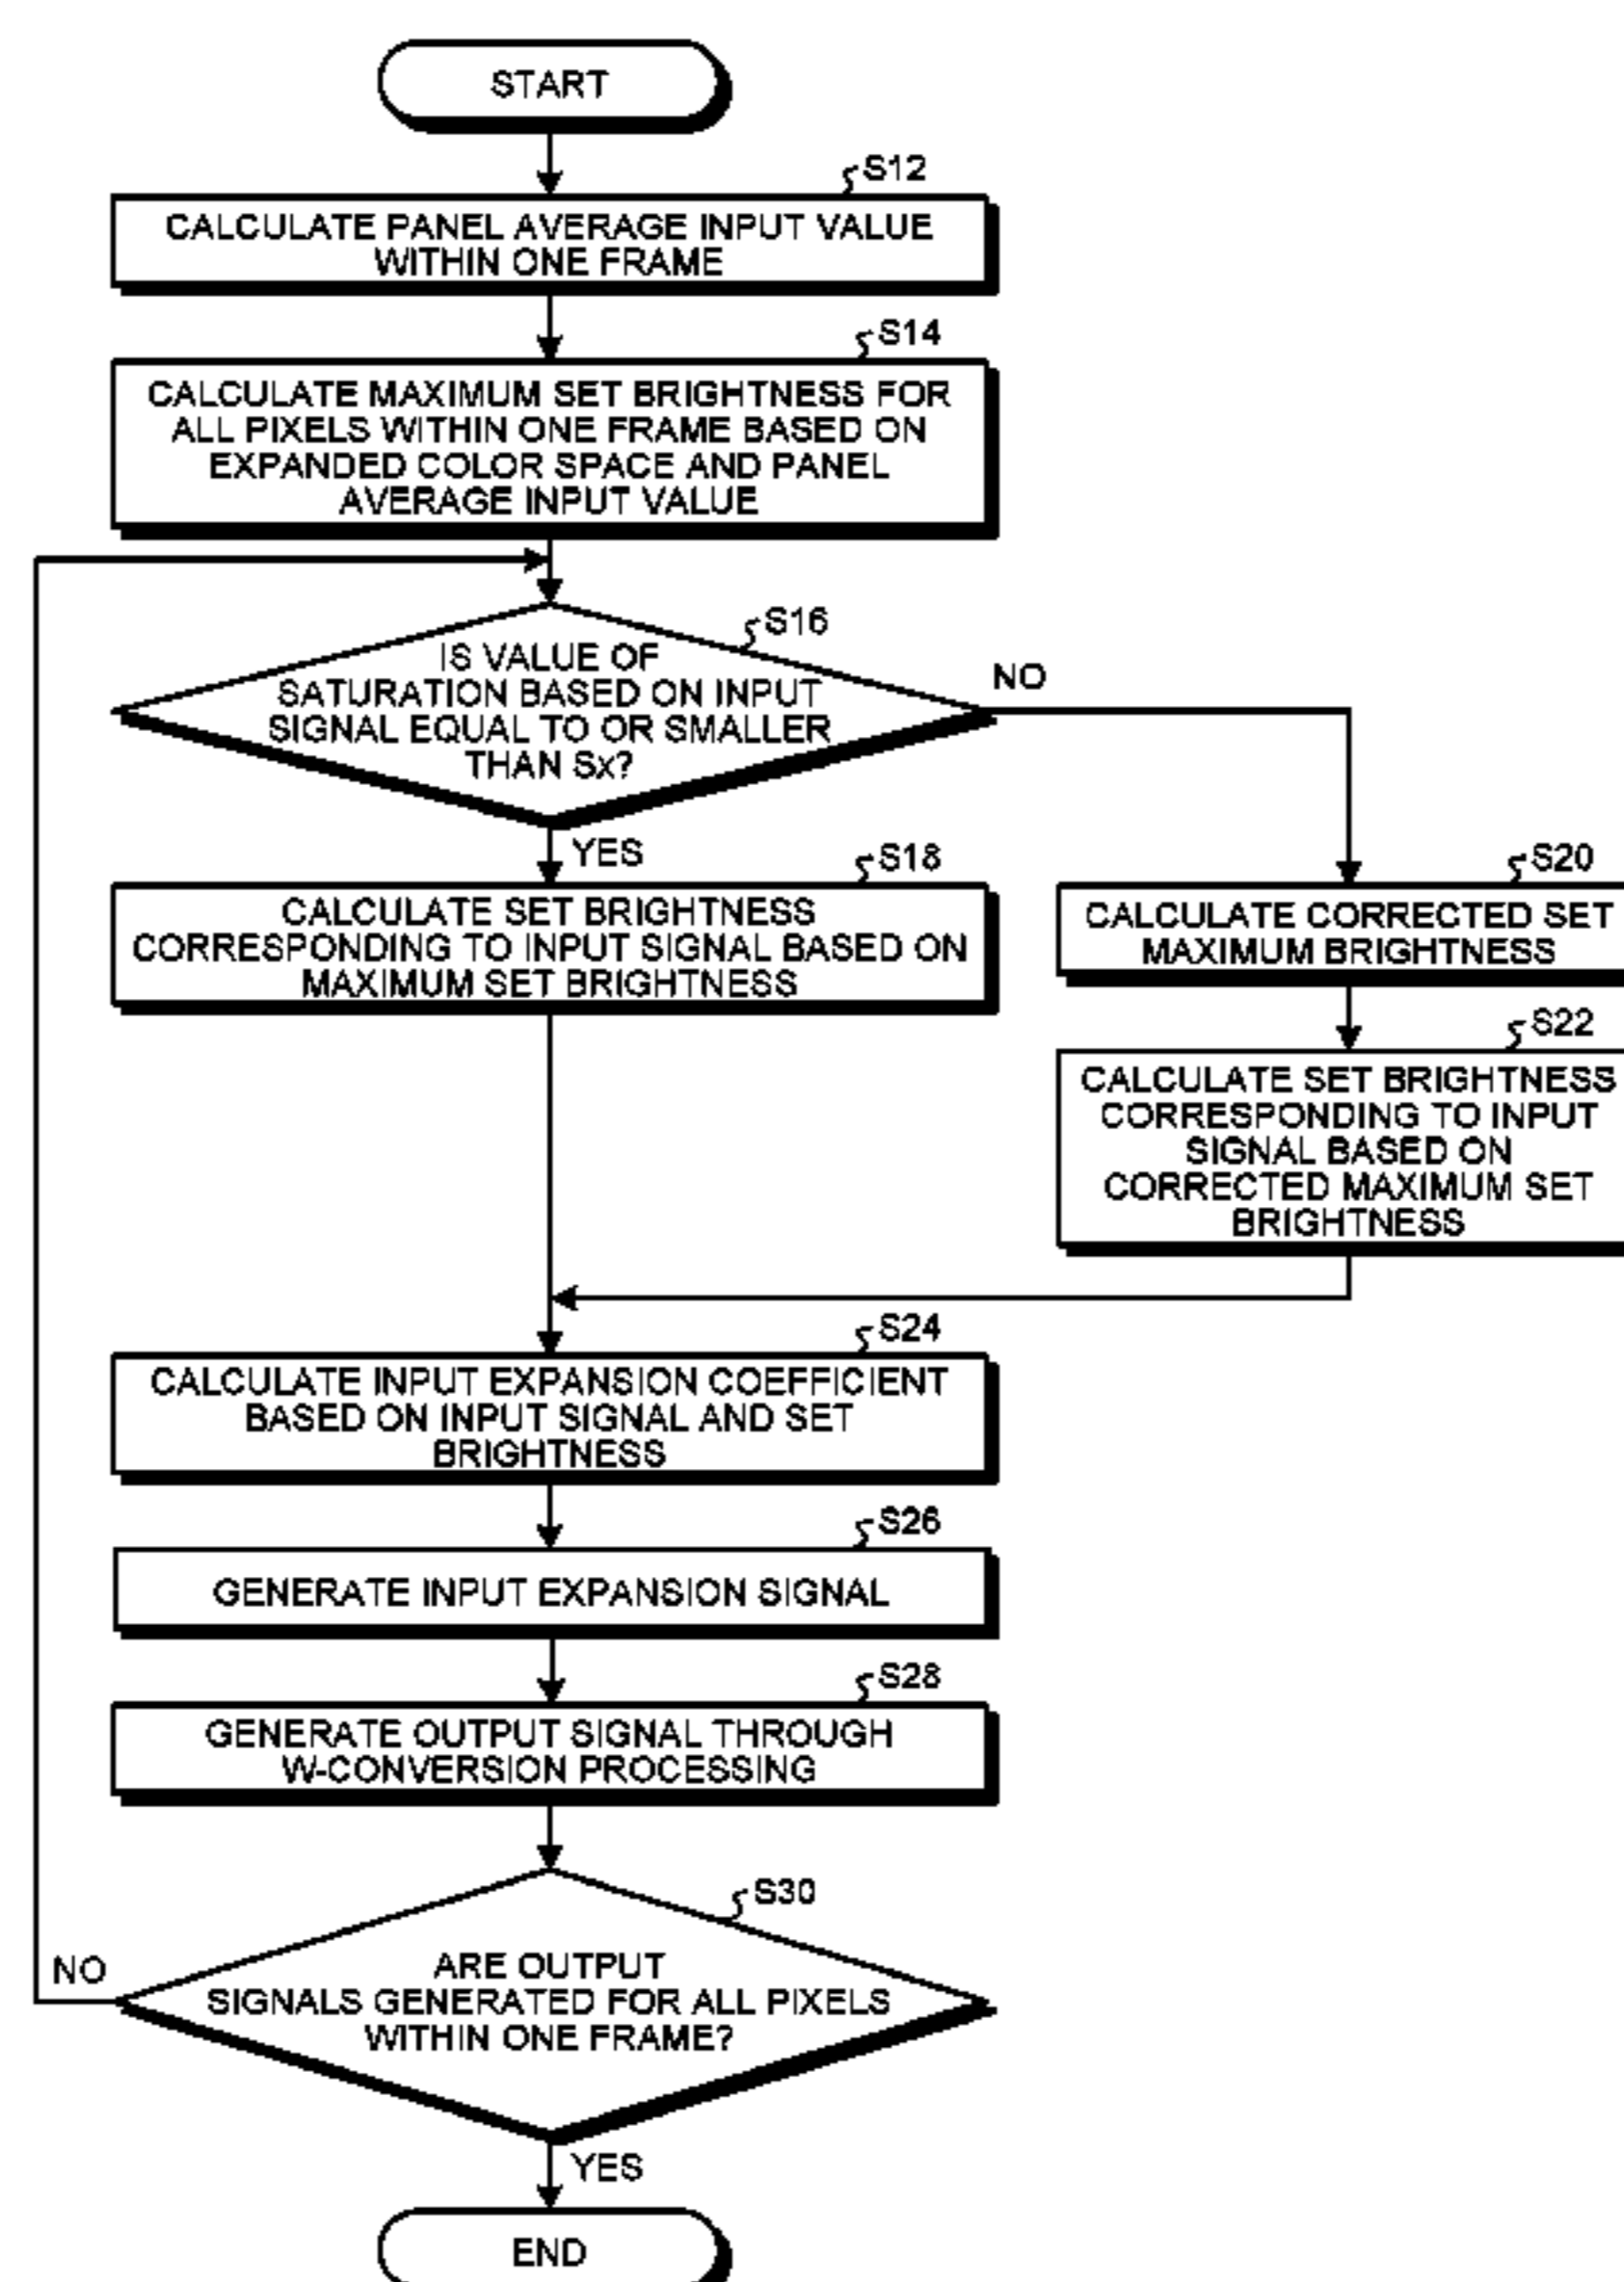 START
S12
CALCULATE PANEL AVERAGE INPUT VALUE
WITHIN ONE FRAME
S14
CALCULATE MAXIMUM SET BRIGHTNESS FOR
ALL PIXELS WITHIN ONE FRAME BASED ON
EXPANDED COLOR SPACE AND PANEL
AVERAGE INPUT VALUE
S16
IS VALUE OF
SATURATION BASED ON INPUT
SIGNAL EQUAL TO OR SMALLER
THAN Sx?
NO
YES
S18
CALCULATE SET BRIGHTNESS
CORRESPONDING TO INPUT SIGNAL BASED ON
MAXIMUM SET BRIGHTNESS
S20
CALCULATE CORRECTED SET
MAXIMUM BRIGHTNESS
S22
CALCULATE SET BRIGHTNESS
CORRESPONDING TO INPUT
SIGNAL BASED ON
CORRECTED MAXIMUM SET
BRIGHTNESS
S24
CALCULATE INPUT EXPANSION COEFFICIENT
BASED ON INPUT SIGNAL AND SET
BRIGHTNESS
S26
GENERATE INPUT EXPANSION SIGNAL
S28
GENERATE OUTPUT SIGNAL THROUGH
W-CONVERSION PROCESSING
S30
ARE OUTPUT
SIGNALS GENERATED FOR ALL PIXELS
WITHIN ONE FRAME?
NO
YES
END